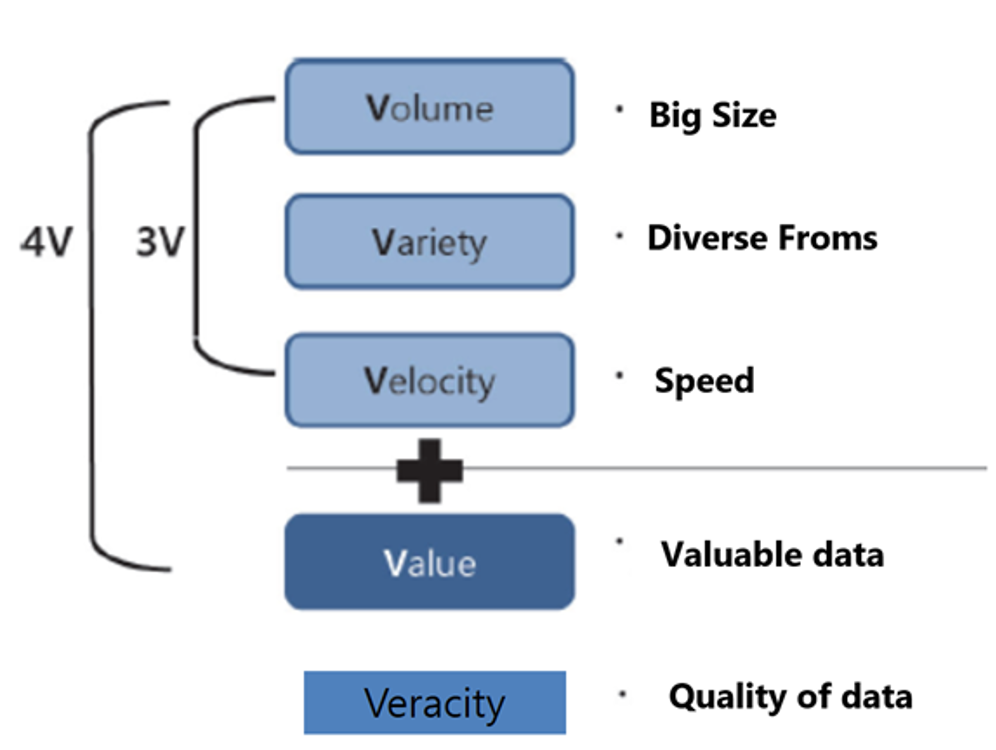 Volume · Big Size
4V 3V Variety · Diverse Froms
Velocity · Speed
Value · Valuable data
Veracity · Quality of data